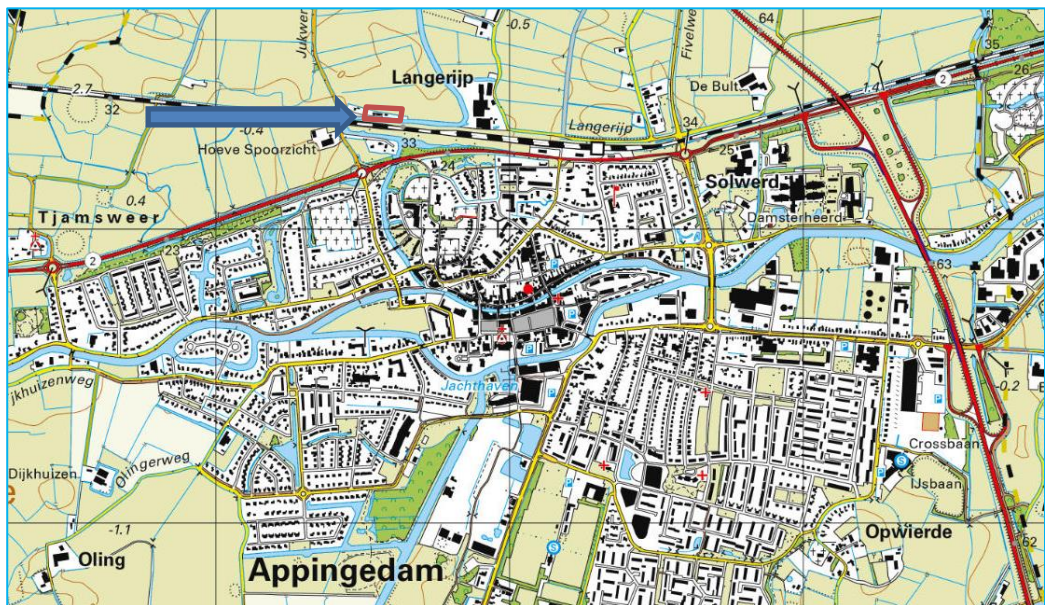 64
35
Jukwer
-0.5
Fivelwe
26
Langerijp
2
De Bult
1.4
2.7
32
-0.4
33
Langerijp
34
Hoeve Spoorzicht
24
25
Solwerd
0.4
Tjamsweer
Damsterheerd
23
2
63
P
P
P
P
-0.2
Jachthaven
P
jkhuizenweg
P
P
Crossbaan
Dijkhuizen
Olingerweg
P
S
IJsbaan
e
-1.1
P
S
Opwierde
62
Oling
Appingedam